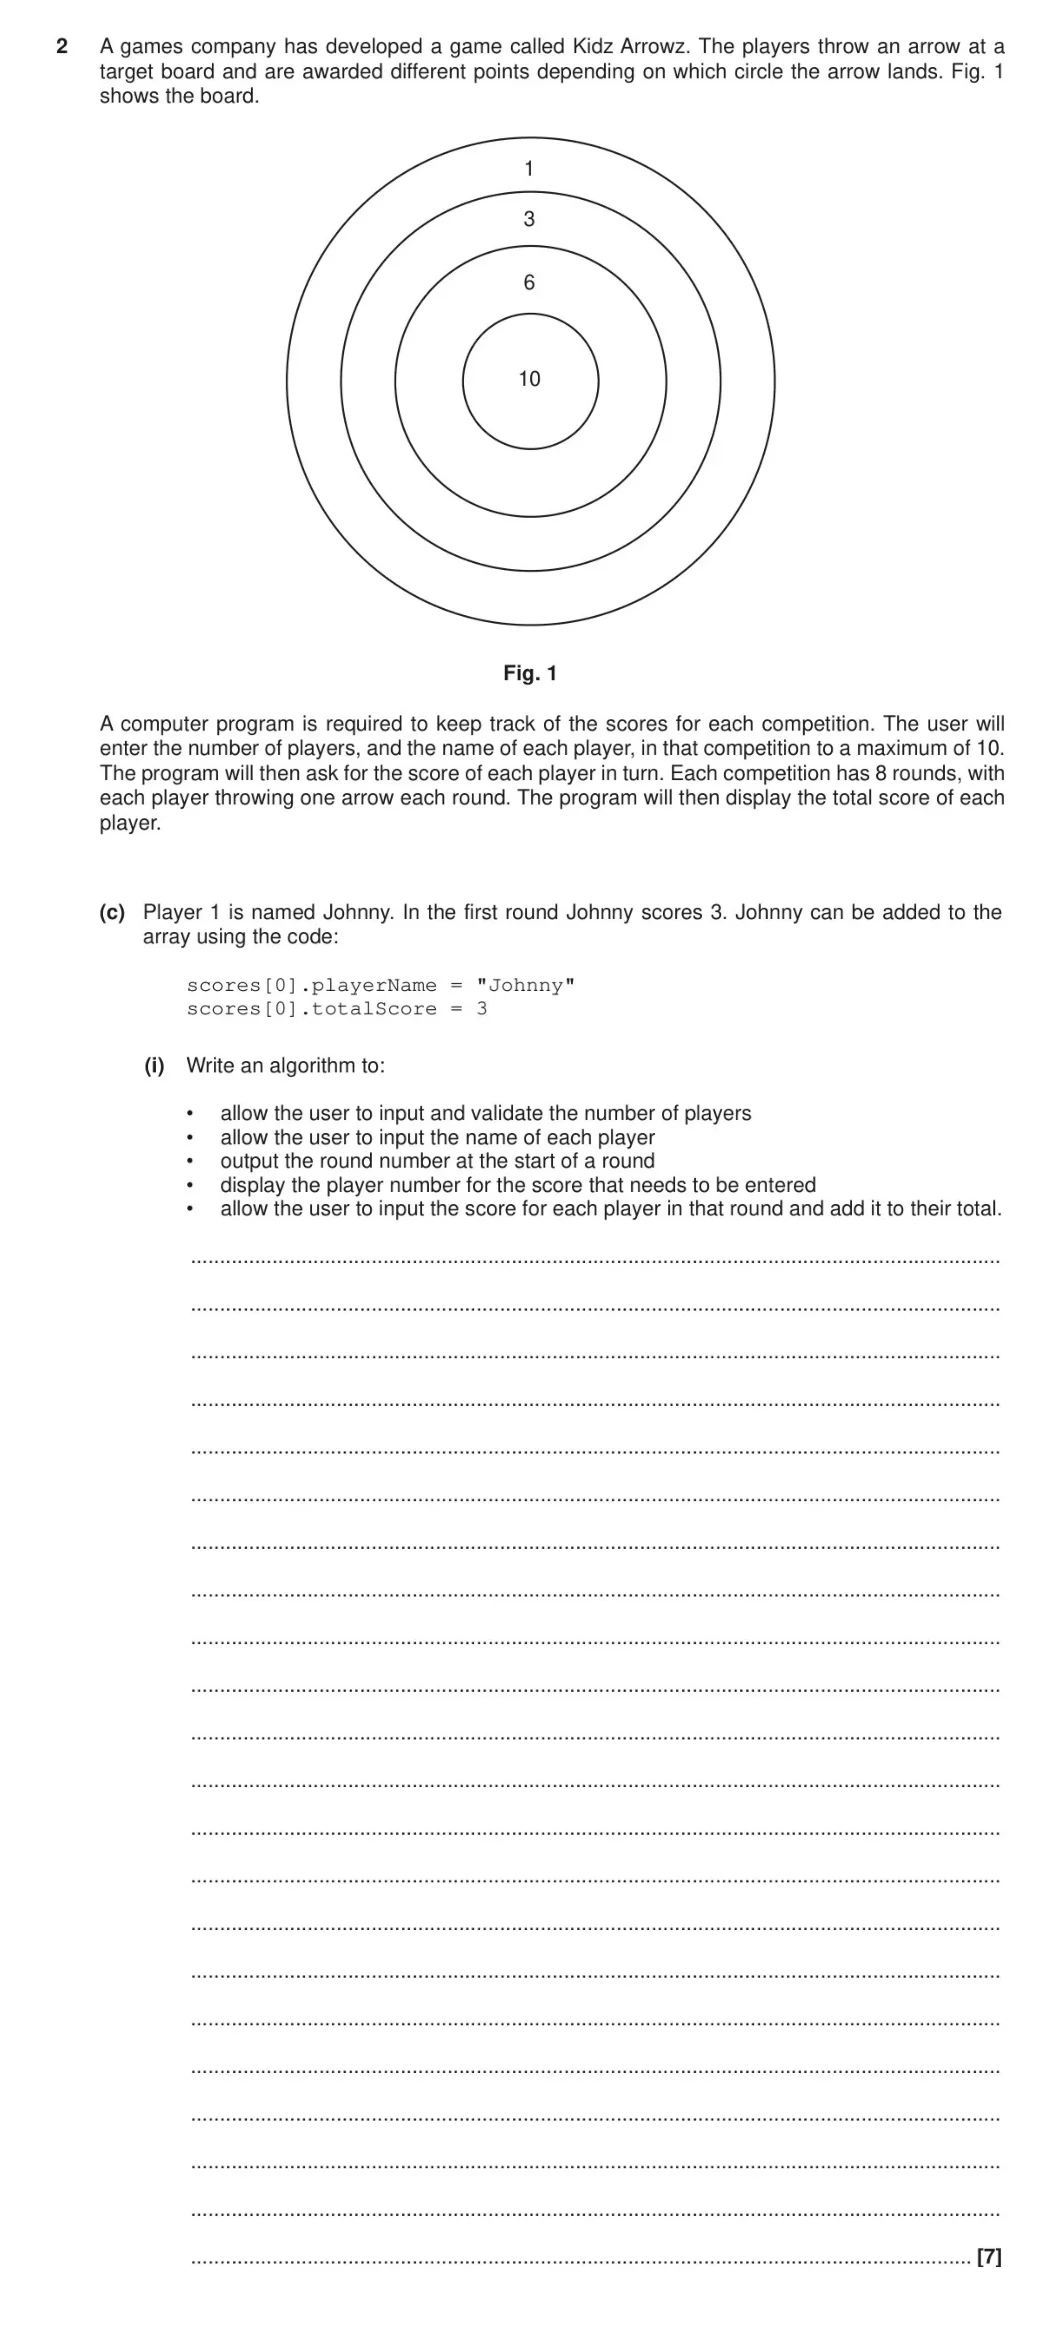 2 A games company has developed a game called Kidz Arrowz. The players throw an arrow at a
target board and are awarded different points depending on which circle the arrow lands. Fig. 1
shows the board.
1
3
6
10
Fig. 1
A computer program is required to keep track of the scores for each competition. The user will
enter the number of players, and the name of each player, in that competition to a maximum of 10.
The program will then ask for the score of each player in turn. Each competition has 8 rounds, with
each player throwing one arrow each round. The program will then display the total score of each
player.
(c) Player 1 is named Johnny. In the first round Johnny scores 3. Johnny can be added to the
array using the code:
scores[0].playerName = "Johnny"
scores[0].totalScore = 3
(i) Write an algorithm to:
• allow the user to input and validate the number of players
• allow the user to input the name of each player
• output the round number at the start of a round
• display the player number for the score that needs to be entered
• allow the user to input the score for each player in that round and add it to their total.
[7]